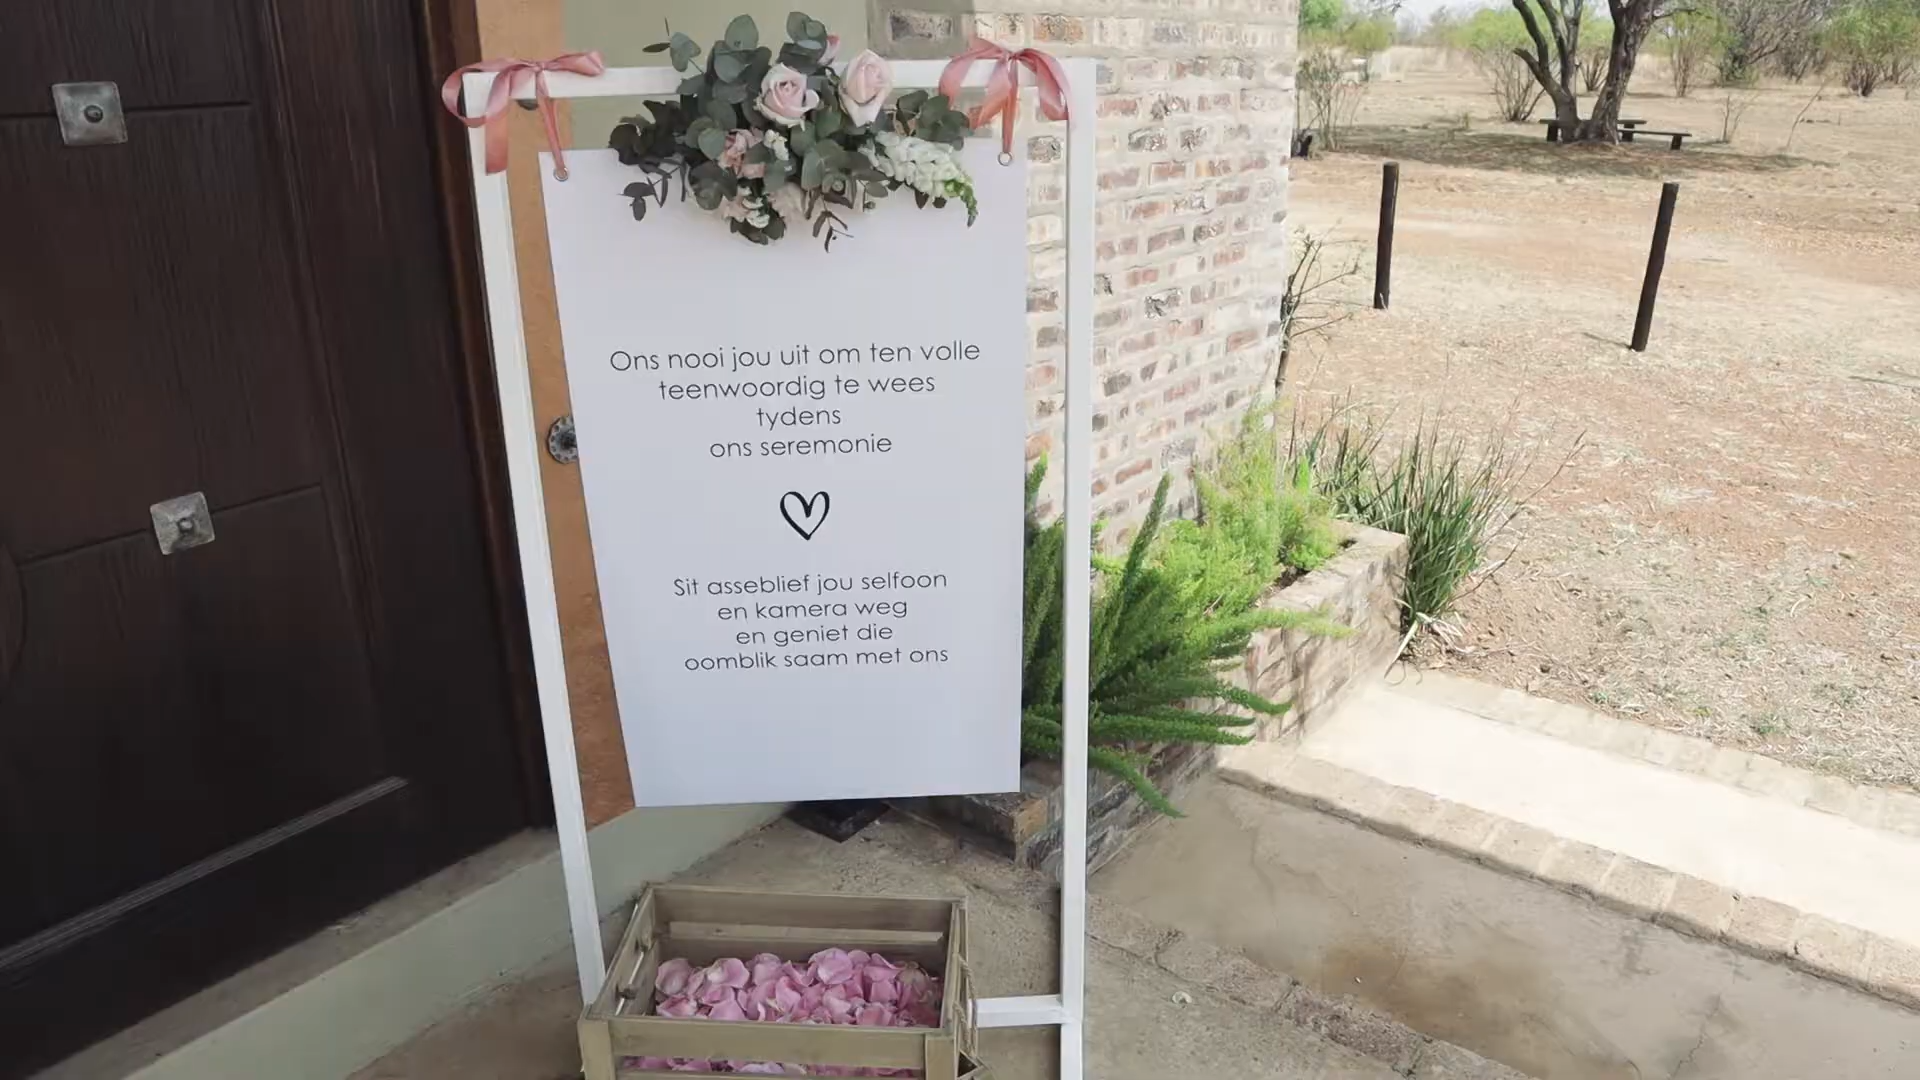 Ons nooi jou uit om ten volle
teenwoordig te wees
tydens
ons seremonie
Sit asseblief jou selfoon
en kamera weg
en geniet die
oomblik saam met ons